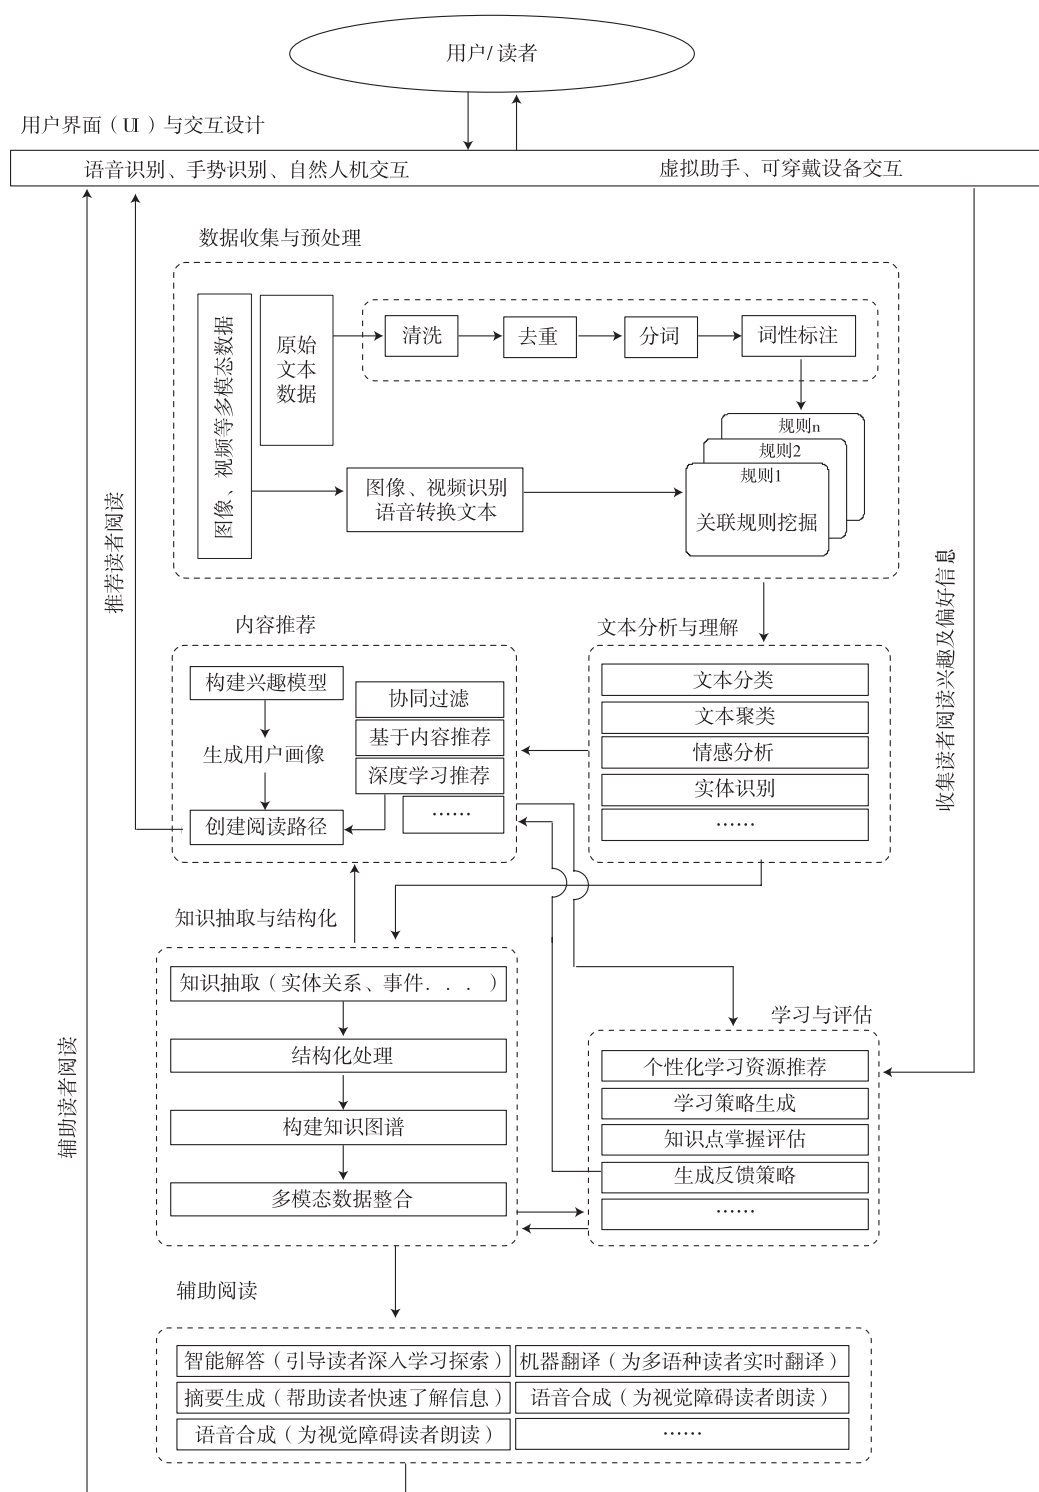 用户/读者
用户界面（UI）与交互设计
语音识别、手势识别、自然人机交互
虚拟助手、可穿戴设备交互
数据收集与预处理
图像、视频等多模态数据
原始
文本
数据
清洗
去重
分词
词性标注
规则n
规则2
规则1
关联规则挖掘
图像、视频识别
语音转换文本
推荐读者阅读
收集读者阅读兴趣及偏好信息
内容推荐
构建兴趣模型
生成用户画像
创建阅读路径
协同过滤
基于内容推荐
深度学习推荐
……
文本分析与理解
文本分类
文本聚类
情感分析
实体识别
……
知识抽取与结构化
知识抽取（实体关系、事件．．．）
结构化处理
构建知识图谱
多模态数据整合
学习与评估
个性化学习资源推荐
学习策略生成
知识点掌握评估
生成反馈策略
……
辅助读者阅读
辅助阅读
智能解答（引导读者深入学习探索）
机器翻译（为多语种读者实时翻译）
摘要生成（帮助读者快速了解信息）
语音合成（为视觉障碍读者朗读）
语音合成（为视觉障碍读者朗读）
……